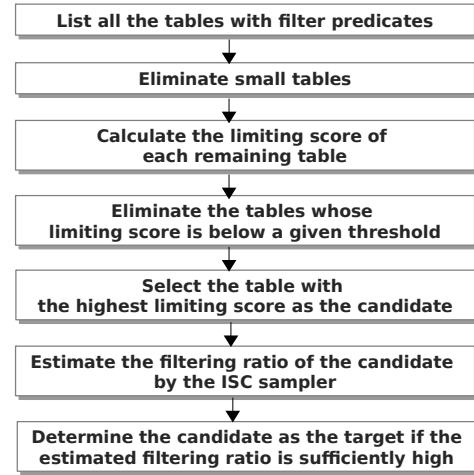 List all the tables with filter predicates
Eliminate small tables
Calculate the limiting score of
each remaining table
Eliminate the tables whose
limiting score is below a given threshold
Select the table with
the highest limiting score as the candidate
Estimate the filtering ratio of the candidate
by the ISC sampler
Determine the candidate as the target if the
estimated filtering ratio is sufficiently high